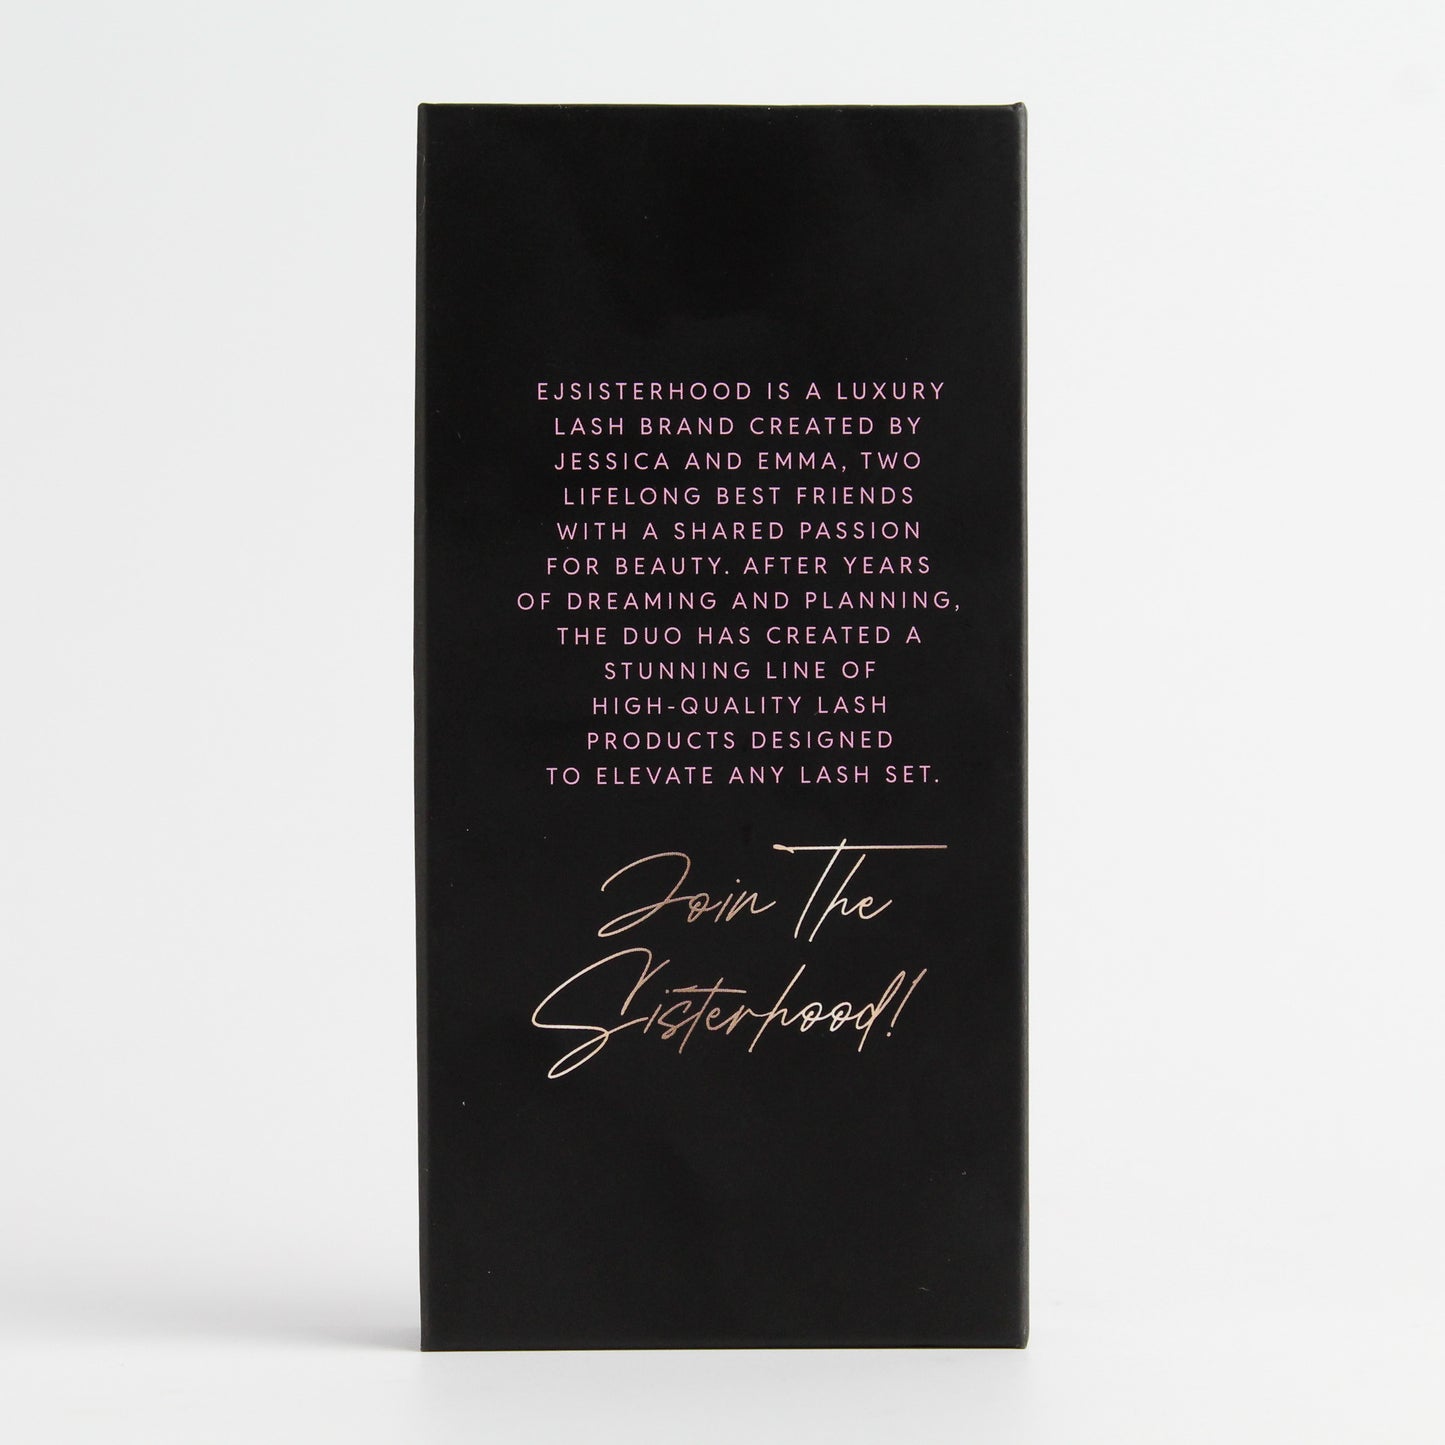 EJSISTERHOOD IS A LUXURY
LASH BRAND CREATED BY
JESSICA AND EMMA, TWO
LIFELONG BEST FRIENDS
WITH A SHARED PASSION
FOR BEAUTY. AFTER YEARS
OF DREAMING AND PLANNING,
THE DUO HAS CREATED A
STUNNING LINE OF
HIGH-QUALITY LASH
PRODUCTS DESIGNED
TO ELEVATE ANY LASH SET.
Join The
Sisterhood!